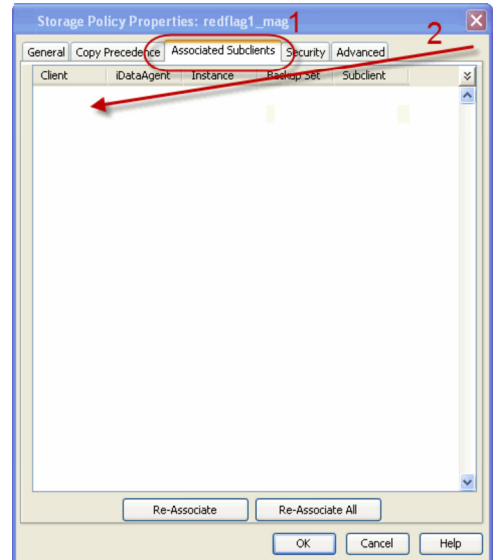 Storage Policy Properties: redflag1_mag
1
2
General Copy Precedence Associated Subclients Security Advanced
Client iDataAgent Instance Backup Set Subclient
Re-Associate Re-Associate All
OK Cancel Help